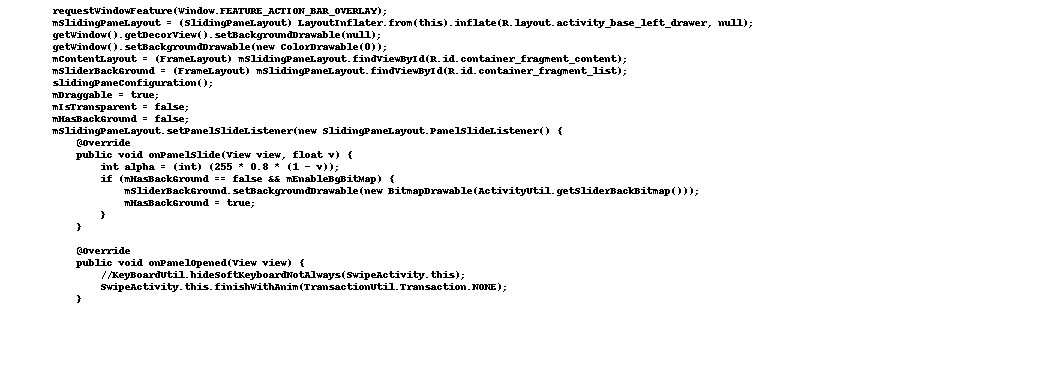 requestWindowFeature(Window.FEATURE_ACTION_BAR_OVERLAY);
mSlidingPaneLayout = (SlidingPaneLayout) LayoutInflater.from(this).inflate(R.layout.activity_base_left_drawer, null);
getWindow().getDecorView().setBackgroundDrawable(null);
getWindow().setBackgroundDrawable(new ColorDrawable(0));
mContentLayout = (FrameLayout) mSlidingPaneLayout.findViewById(R.id.container_fragment_content);
mSliderBackGround = (FrameLayout) mSlidingPaneLayout.findViewById(R.id.container_fragment_list);
slidingPaneConfiguration();
mDraggable = true;
mIsTransparent = false;
mHasBackGround = false;
mSlidingPaneLayout.setPanelSlideListener(new SlidingPaneLayout.PanelSlideListener() {
    @Override
    public void onPanelSlide(View view, float v) {
        int alpha = (int) (255 * 0.8 * (1 - v));
        if (mHasBackGround == false && mEnableBgBitMap) {
            mSliderBackGround.setBackgroundDrawable(new BitmapDrawable(ActivityUtil.getSliderBackBitmap()));
            mHasBackGround = true;
        }
    }

    @Override
    public void onPanelOpened(View view) {
        //KeyBoardUtil.hideSoftKeyboardNotAlways(SwipeActivity.this);
        SwipeActivity.this.finishWithAnim(TransactionUtil.Transaction.NONE);
    }